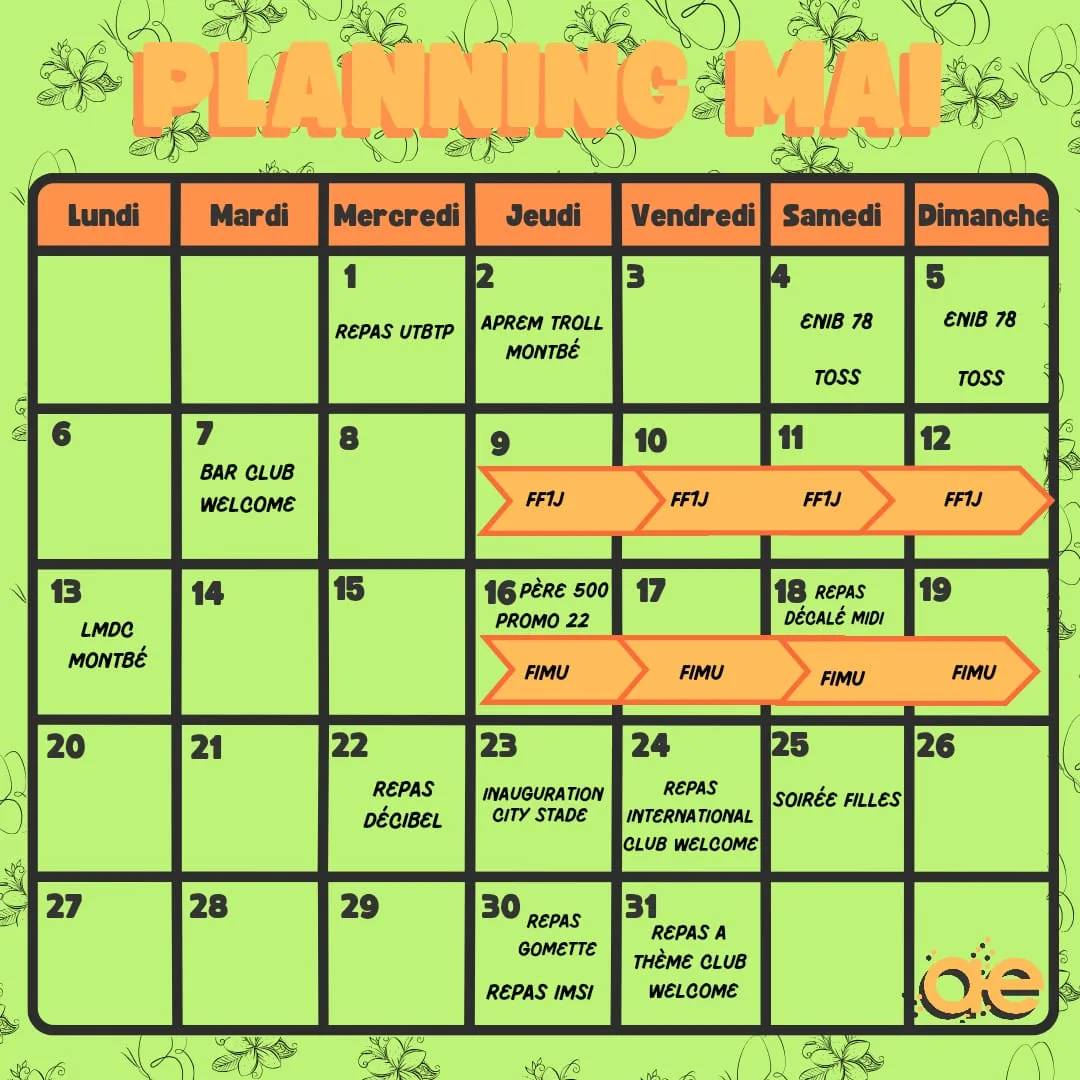 PLANNING MAI
Lundi Mardi Mercredi Jeudi Vendredi Samedi Dimanche
1
REPAS UTBTP
2
APREM TROLL
MONTBÉ
3
4
ENIB 78
TOSS
5
ENIB 78
TOSS
6
7
BAR CLUB
WELCOME
8
9
FF1J
10
FF1J
11
FF1J
12
FF1J
13
LMDC
MONTBÉ
14
15
16 PÈRE 500
PROMO 22
FIMU
17
FIMU
18 REPAS
DÉCALÉ MIDI
FIMU
19
FIMU
20
21
22
REPAS
DÉCIBEL
23
INAUGURATION
CITY STADE
24
REPAS
INTERNATIONAL
CLUB WELCOME
25
SOIRÉE FILLES
26
27
28
29
30 REPAS
GOMETTE
REPAS IMSI
31
REPAS A
THÈME CLUB
WELCOME
ae